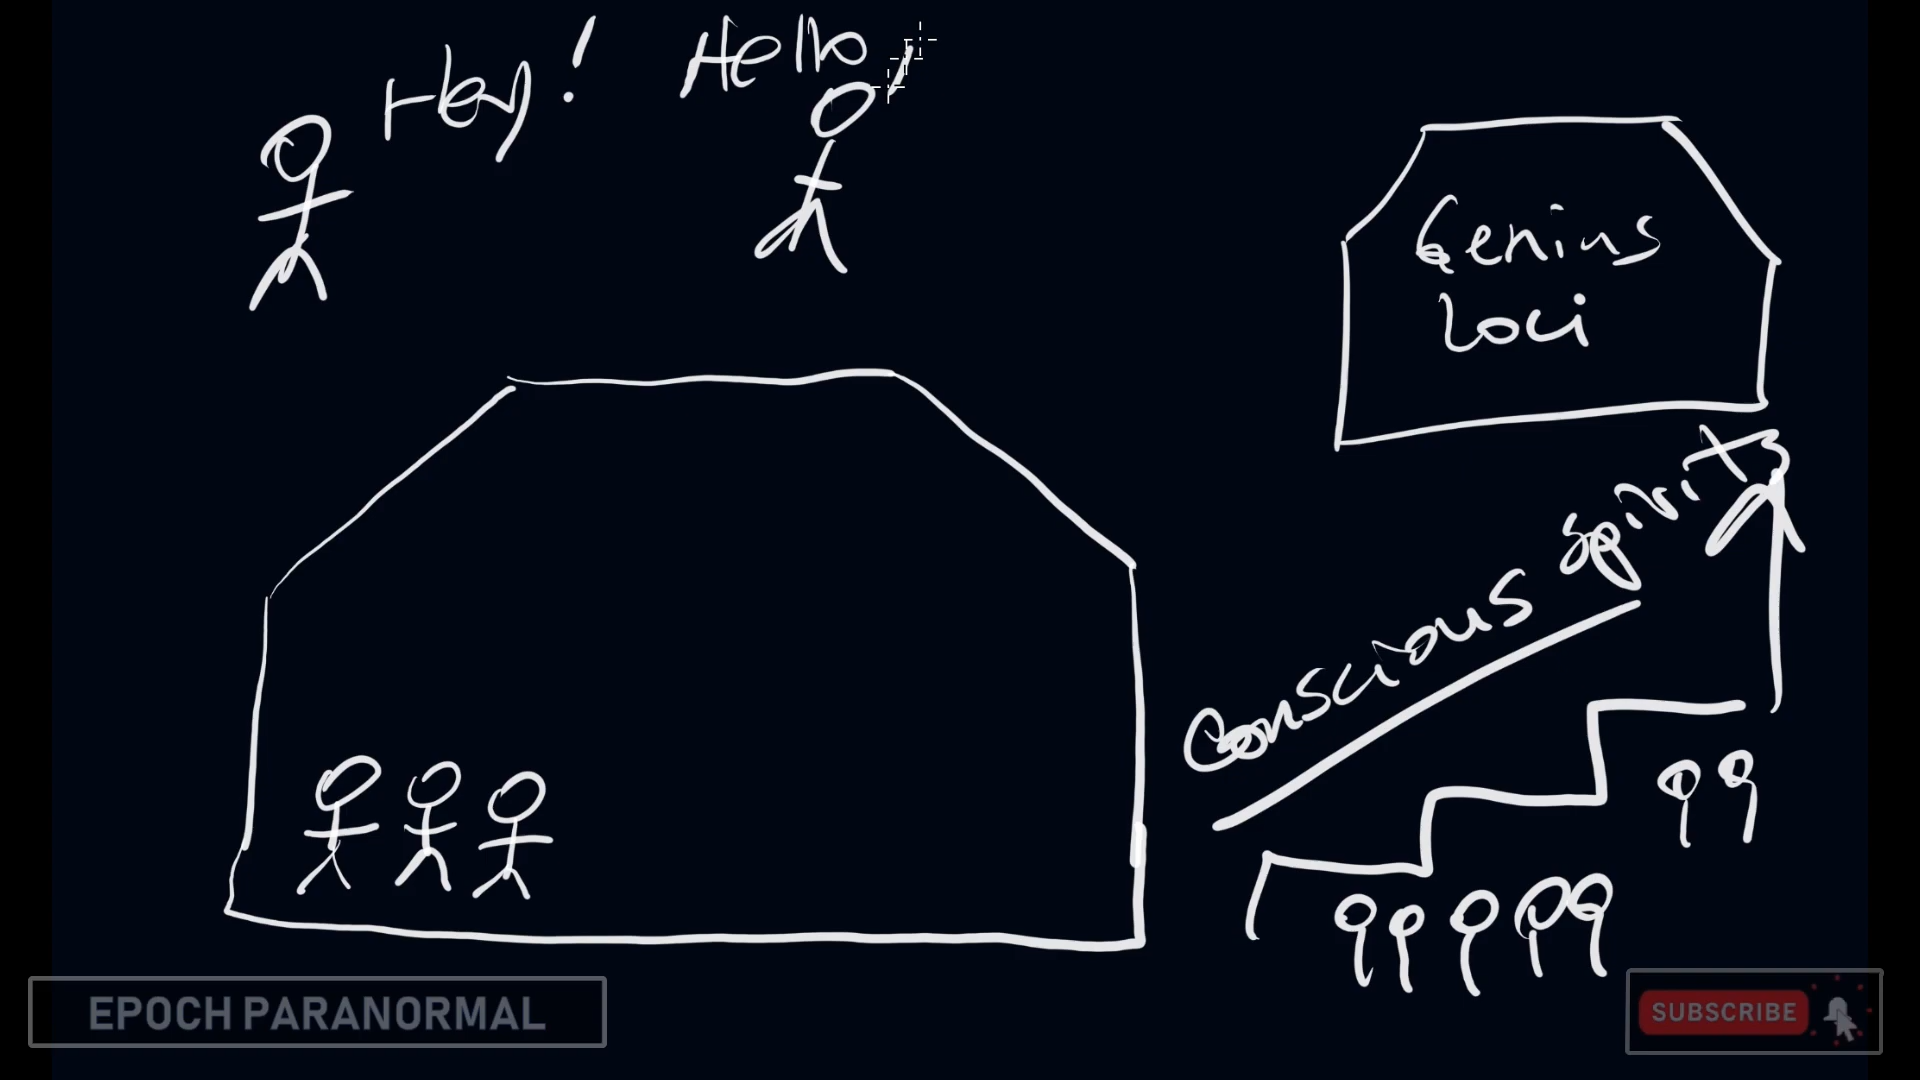 Hey! Hello
Genius
Loci
Conscious spirits
EPOCH PARANORMAL
SUBSCRIBE